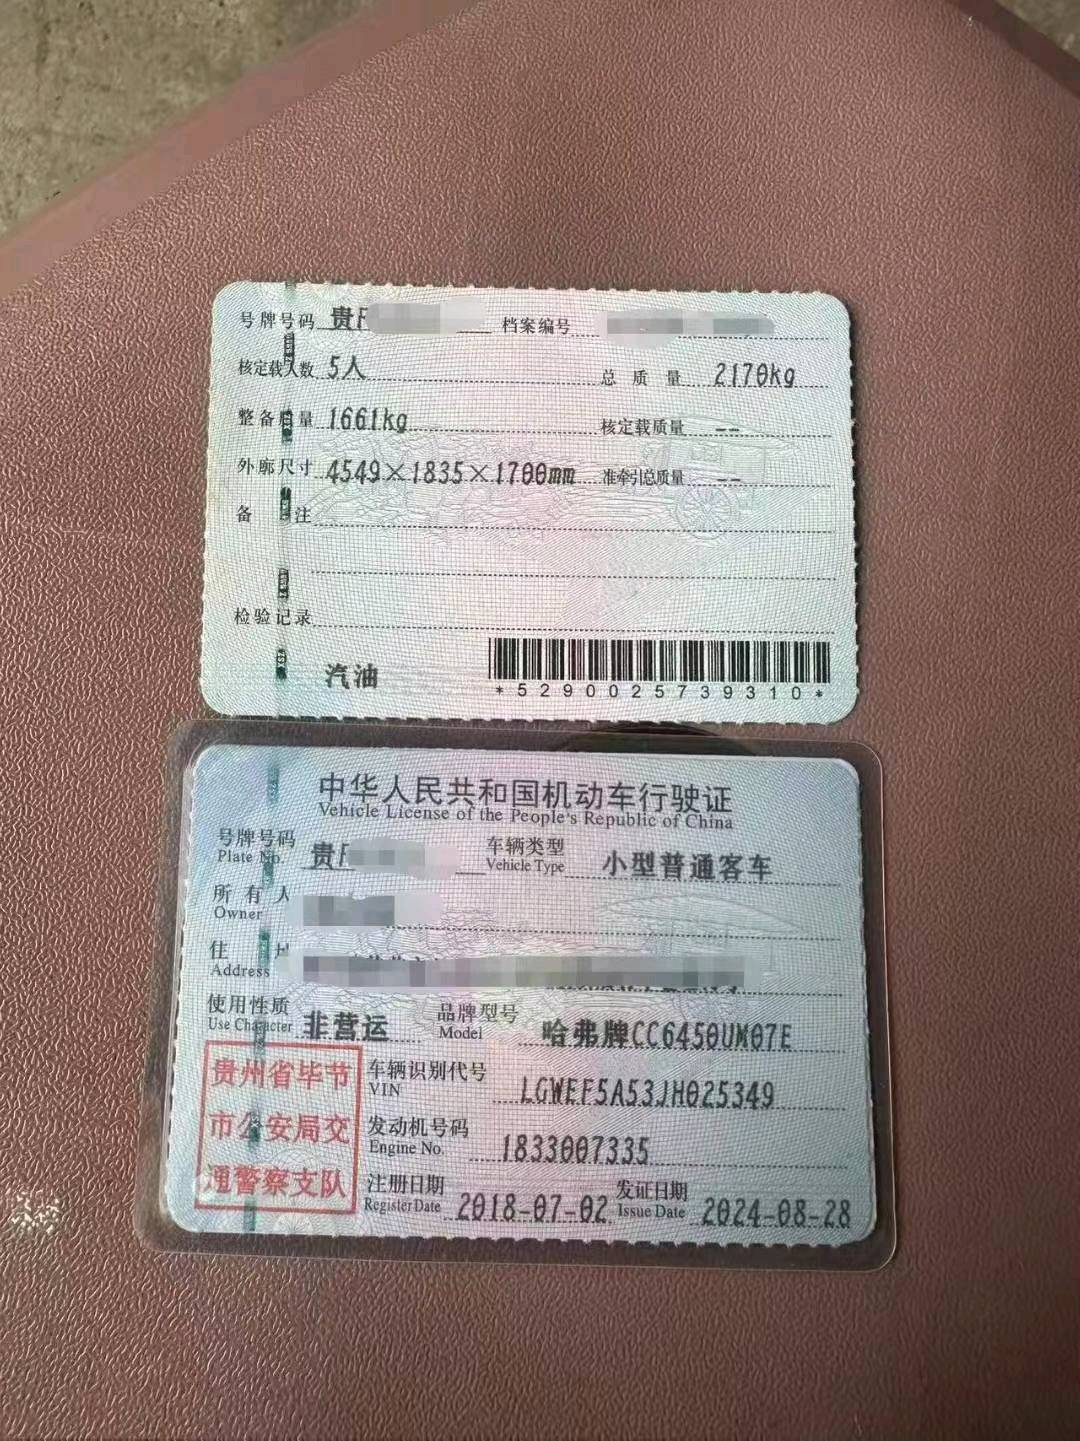 号牌号码 贵 档案编号
核定载人数 5人 总质量 2170kg
整备质量 1661kg 核定载质量 --
外廓尺寸 4549×1835×1700mm 准牵引总质量 --
备注
检验记录
汽油
*5290025739310*
中华人民共和国机动车行驶证
Vehicle License of the People's Republic of China
号牌号码 贵 车辆类型 小型普通客车
Plate No. Vehicle Type
所有人
Owner
住
Address
使用性质 非营运 品牌型号 哈弗牌CC6450UM07E
Use Character Model
贵州省毕节
市公安局交
通警察支队
车辆识别代号 LGWEF5A53JH025349
VIN
发动机号码 1833007335
Engine No.
注册日期 2018-07-02 发证日期 2024-08-28
Register Date Issue Date